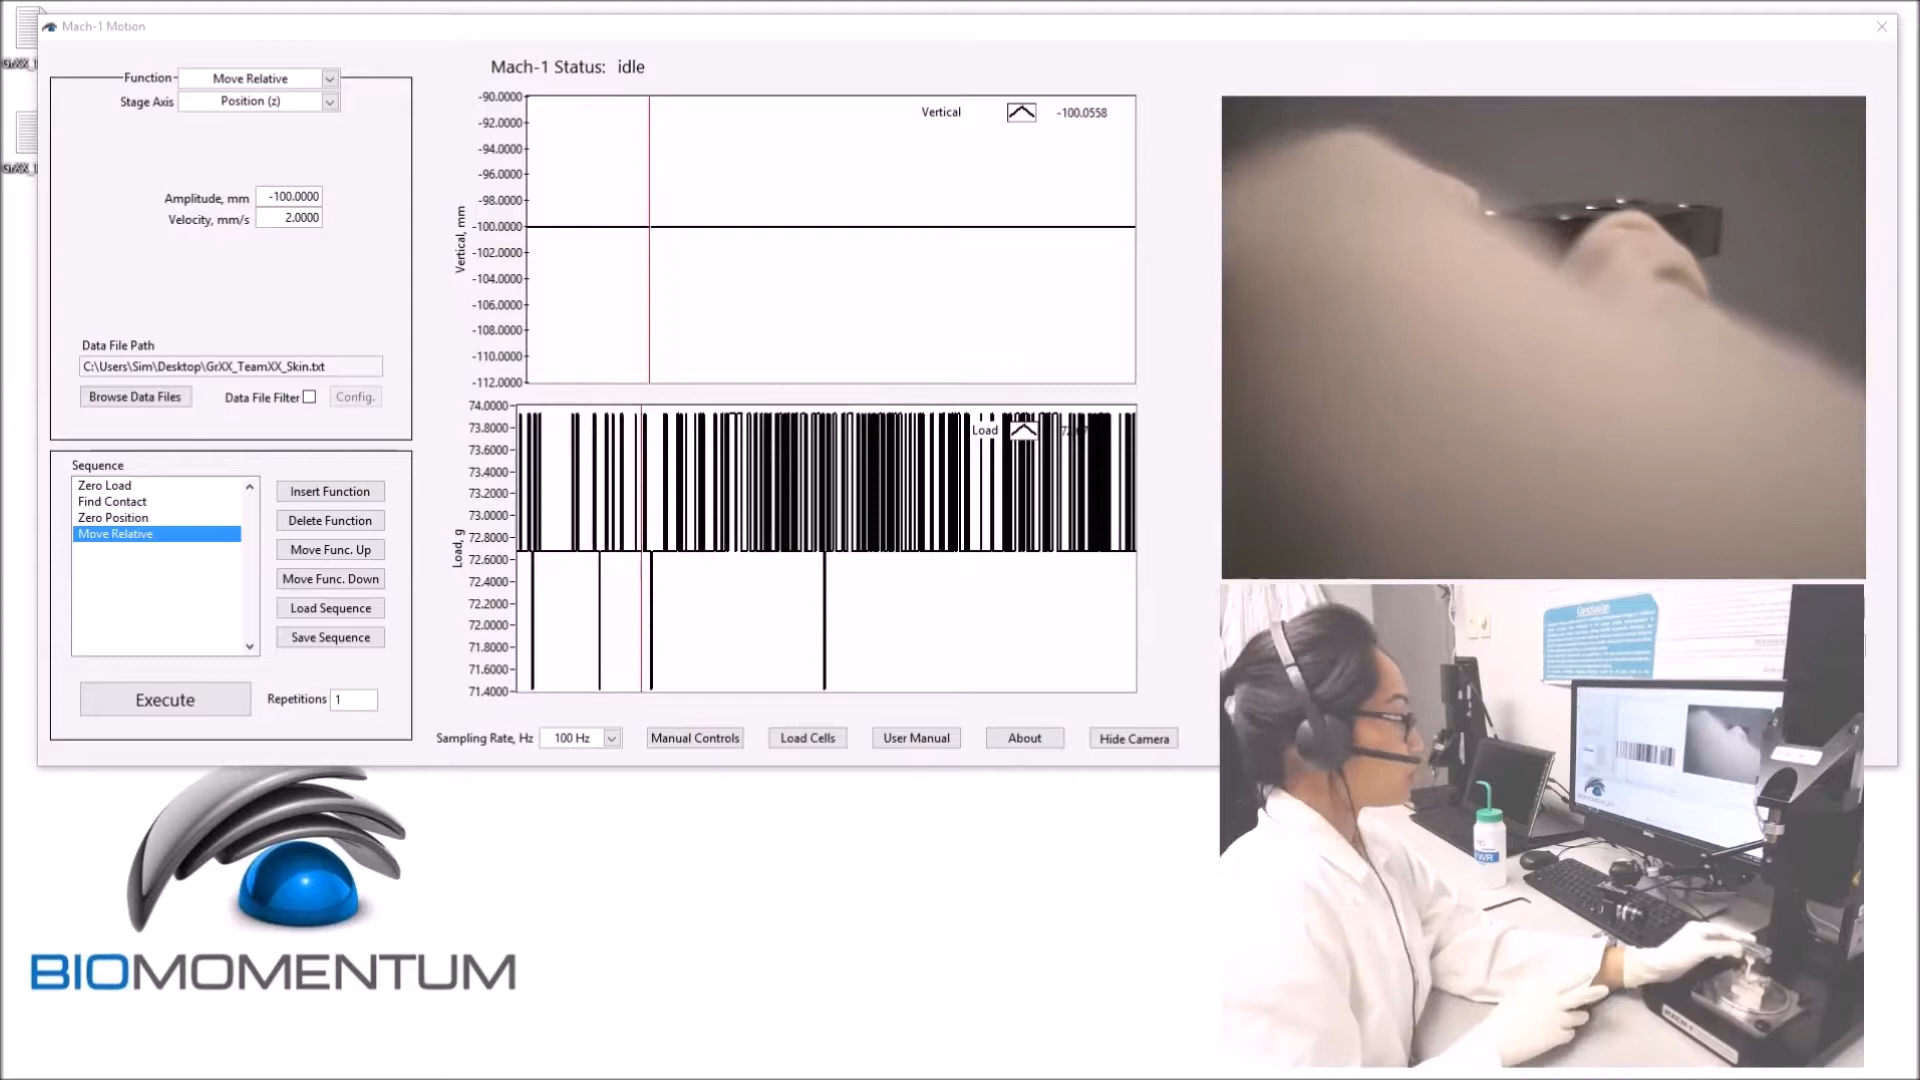 Mach-1 Motion
Function
Move Relative
Stage Axis
Position (z)
Amplitude, mm
-100.0000
Velocity, mm/s
2.0000
Data File Path
C:\Users\Sim\Desktop\GrXX_TeamXX_Skin.txt
Browse Data Files
Data File Filter
Config.
Sequence
Zero Load
Find Contact
Zero Position
Move Relative
Insert Function
Delete Function
Move Func. Up
Move Func. Down
Load Sequence
Save Sequence
Execute
Repetitions
1
Mach-1 Status: idle
Vertical
-100.0558
Vertical, mm
-90.0000
-92.0000
-94.0000
-96.0000
-98.0000
-100.0000
-102.0000
-104.0000
-106.0000
-108.0000
-110.0000
-112.0000
Load
Load, g
74.0000
73.8000
73.6000
73.4000
73.2000
73.0000
72.8000
72.6000
72.4000
72.2000
72.0000
71.8000
71.6000
71.4000
Sampling Rate, Hz
100 Hz
Manual Controls
Load Cells
User Manual
About
Hide Camera
Conclusion
MACH-1
BIOMOMENTUM